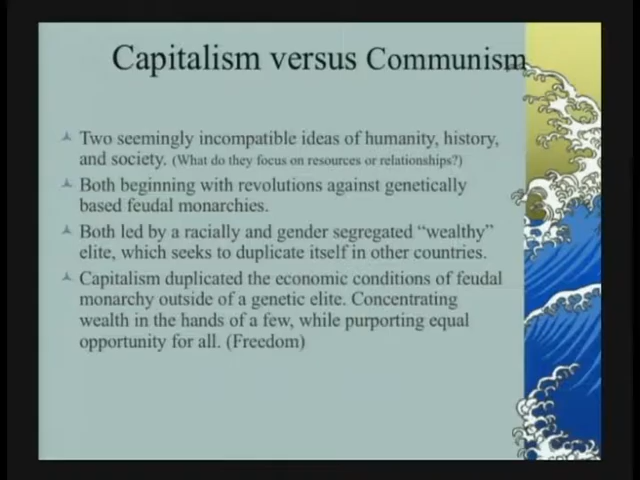 Capitalism versus Communism
Two seemingly incompatible ideas of humanity, history,
and society. (What do they focus on resources or relationships?)
Both beginning with revolutions against genetically
based feudal monarchies.
Both led by a racially and gender segregated “wealthy”
elite, which seeks to duplicate itself in other countries.
Capitalism duplicated the economic conditions of feudal
monarchy outside of a genetic elite. Concentrating
wealth in the hands of a few, while purporting equal
opportunity for all. (Freedom)